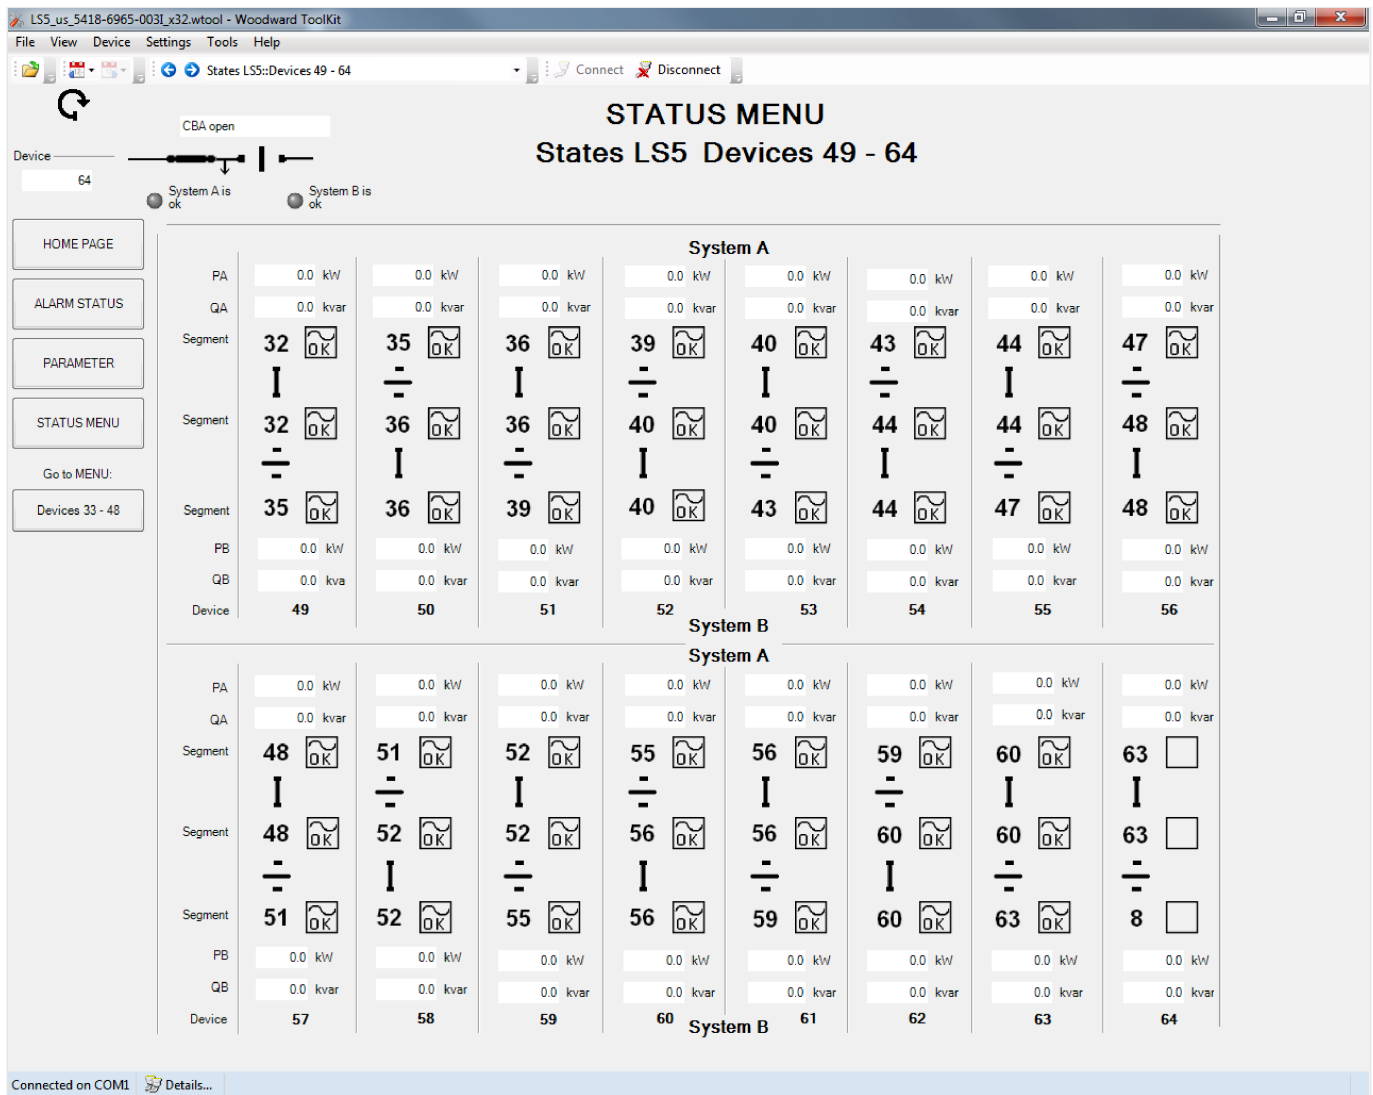 LS5_us_5418-6965-003I_x32.wtool - Woodward ToolKit
File View Device Settings Tools Help
States LS5::Devices 49 - 64 Connect Disconnect
STATUS MENU
CBA open
States LS5 Devices 49 - 64
Device
64
System A is ok
System B is ok
HOME PAGE
ALARM STATUS
PARAMETER
STATUS MENU
Go to MENU:
Devices 33 - 48
System A
PA 0.0 kW 0.0 kW 0.0 kW 0.0 kW 0.0 kW 0.0 kW 0.0 kW 0.0 kW
QA 0.0 kvar 0.0 kvar 0.0 kvar 0.0 kvar 0.0 kvar 0.0 kvar 0.0 kvar 0.0 kvar
Segment 32 OK 35 OK 36 OK 39 OK 40 OK 43 OK 44 OK 47 OK
Segment 32 OK 36 OK 36 OK 40 OK 40 OK 44 OK 44 OK 48 OK
Segment 35 OK 36 OK 39 OK 40 OK 43 OK 44 OK 47 OK 48 OK
PB 0.0 kW 0.0 kW 0.0 kW 0.0 kW 0.0 kW 0.0 kW 0.0 kW 0.0 kW
QB 0.0 kva 0.0 kvar 0.0 kvar 0.0 kvar 0.0 kvar 0.0 kvar 0.0 kvar 0.0 kvar
Device 49 50 51 52 53 54 55 56
System B
System A
PA 0.0 kW 0.0 kW 0.0 kW 0.0 kW 0.0 kW 0.0 kW 0.0 kW 0.0 kW
QA 0.0 kvar 0.0 kvar 0.0 kvar 0.0 kvar 0.0 kvar 0.0 kvar 0.0 kvar 0.0 kvar
Segment 48 OK 51 OK 52 OK 55 OK 56 OK 59 OK 60 OK 63
Segment 48 OK 52 OK 52 OK 56 OK 56 OK 60 OK 60 OK 63
Segment 51 OK 52 OK 55 OK 56 OK 59 OK 60 OK 63 OK 8
PB 0.0 kW 0.0 kW 0.0 kW 0.0 kW 0.0 kW 0.0 kW 0.0 kW 0.0 kW
QB 0.0 kvar 0.0 kvar 0.0 kvar 0.0 kvar 0.0 kvar 0.0 kvar 0.0 kvar 0.0 kvar
Device 57 58 59 60 61 62 63 64
System B
Connected on COM1 Details...